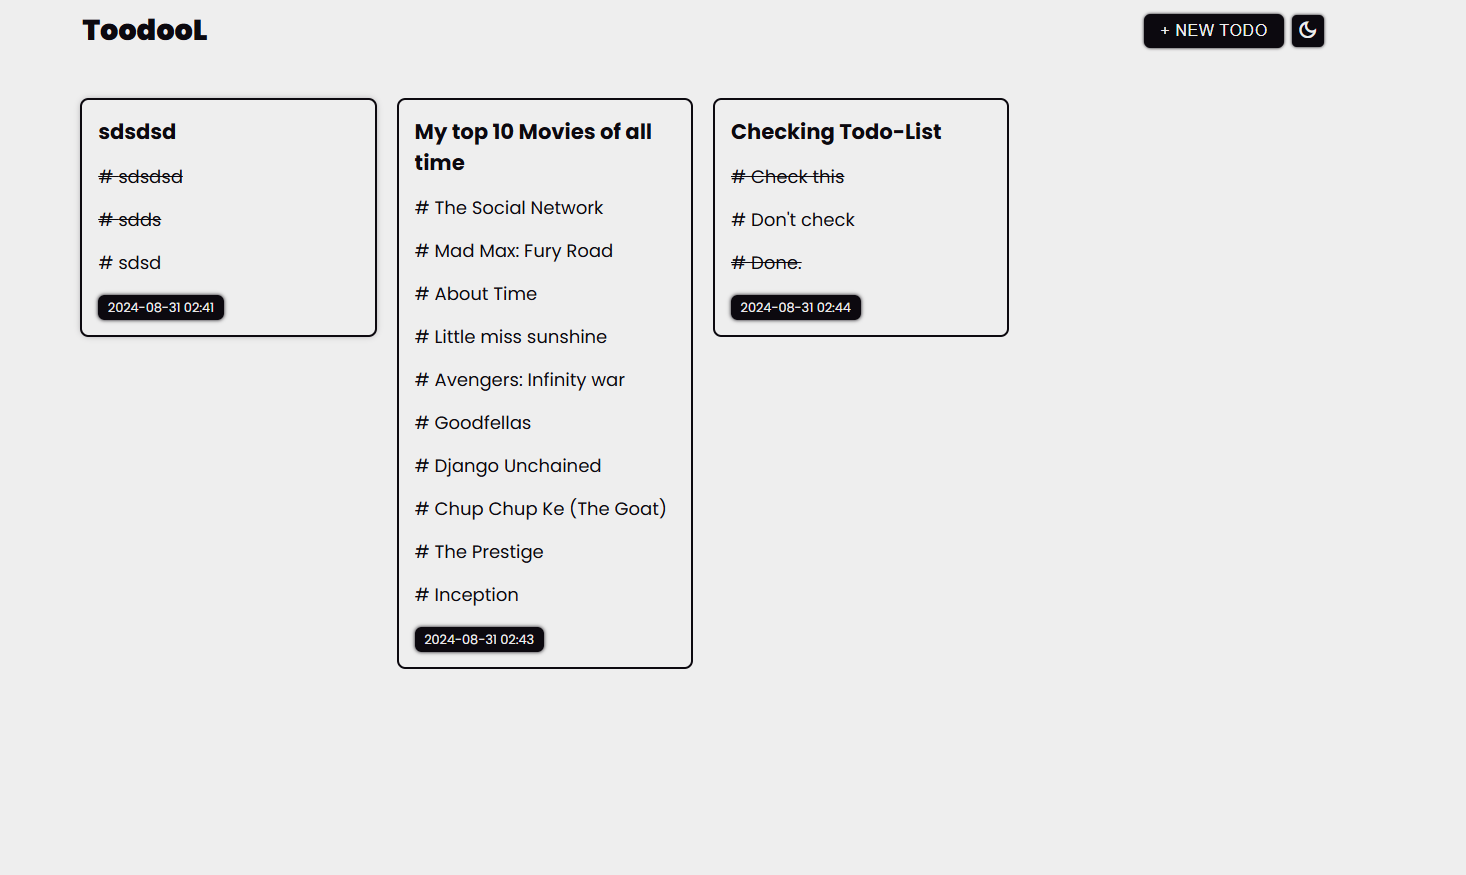 ToodooL
+ NEW TODO
sdsdsd
# sdsdsd
# sdds
# sdsd
2024-08-31 02:41
My top 10 Movies of all
time
# The Social Network
# Mad Max: Fury Road
# About Time
# Little miss sunshine
# Avengers: Infinity war
# Goodfellas
# Django Unchained
# Chup Chup Ke (The Goat)
# The Prestige
# Inception
2024-08-31 02:43
Checking Todo-List
# Check this
# Don't check
# Done.
2024-08-31 02:44